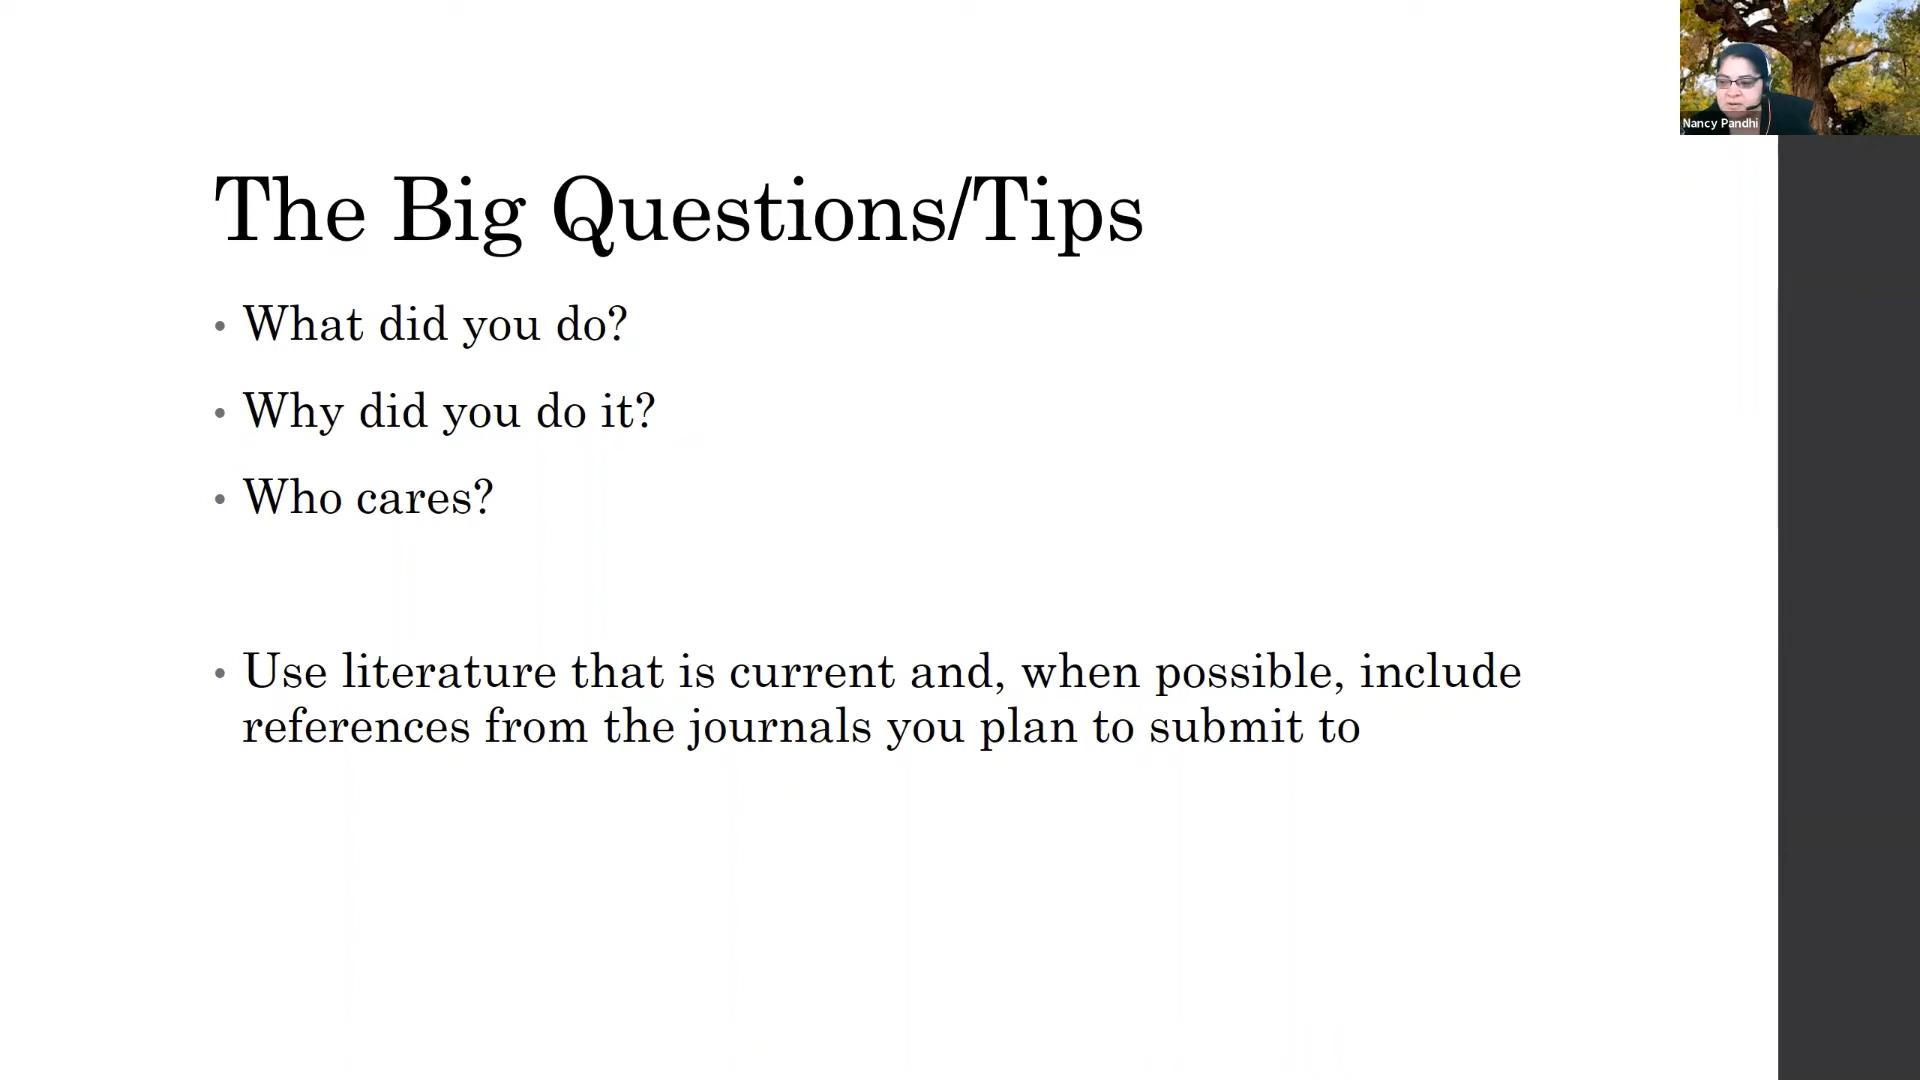 Nancy Pandhi
The Big Questions/Tips
• What did you do?
• Why did you do it?
• Who cares?
• Use literature that is current and, when possible, include
references from the journals you plan to submit to